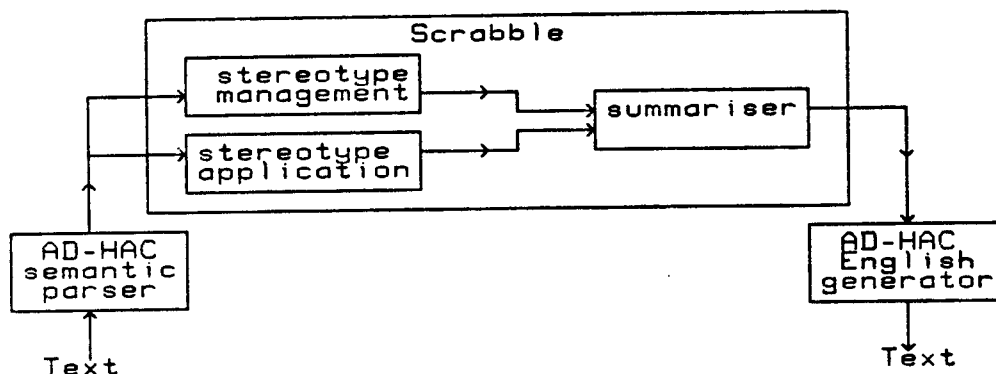 Scrabble
stereotype
management
stereotype
application
summariser
AD-HAC
semantic
parser
AD-HAC
English
generator
Text
Text